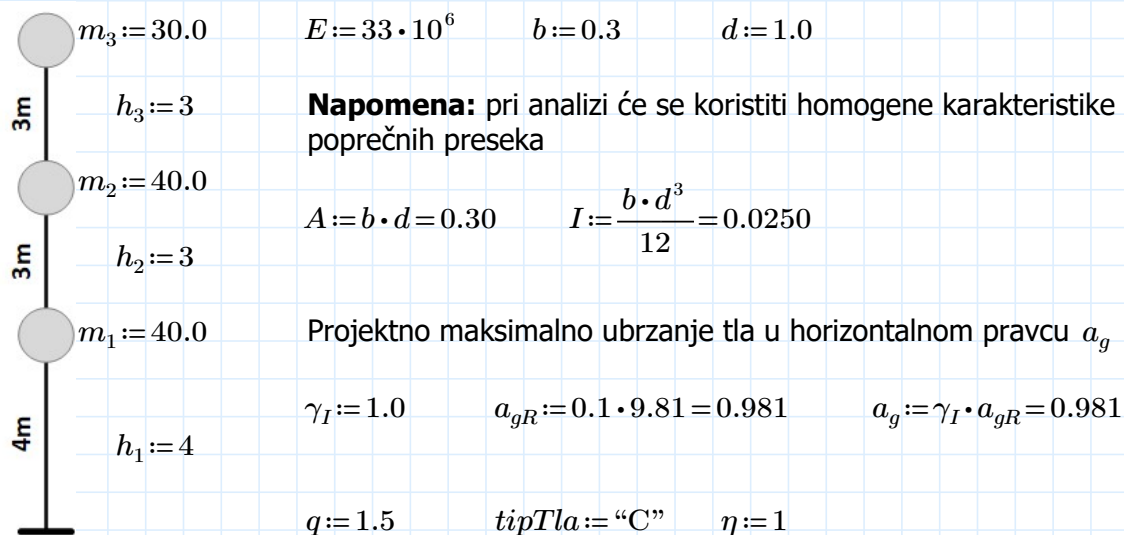 m₃:=30.0 E:=33⋅10⁶ b:=0.3 d:=1.0
3m h₃:=3 Napomena: pri analizi će se koristiti homogene karakteristike
poprečnih preseka
m₂:=40.0
A:=b⋅d=0.30 I:=b⋅d³/12=0.0250
3m h₂:=3
m₁:=40.0 Projektno maksimalno ubrzanje tla u horizontalnom pravcu a_g
γ_I:=1.0 a_gR:=0.1⋅9.81=0.981 a_g:=γ_I⋅a_gR=0.981
4m h₁:=4
q:=1.5 tipTla:=“C” η:=1